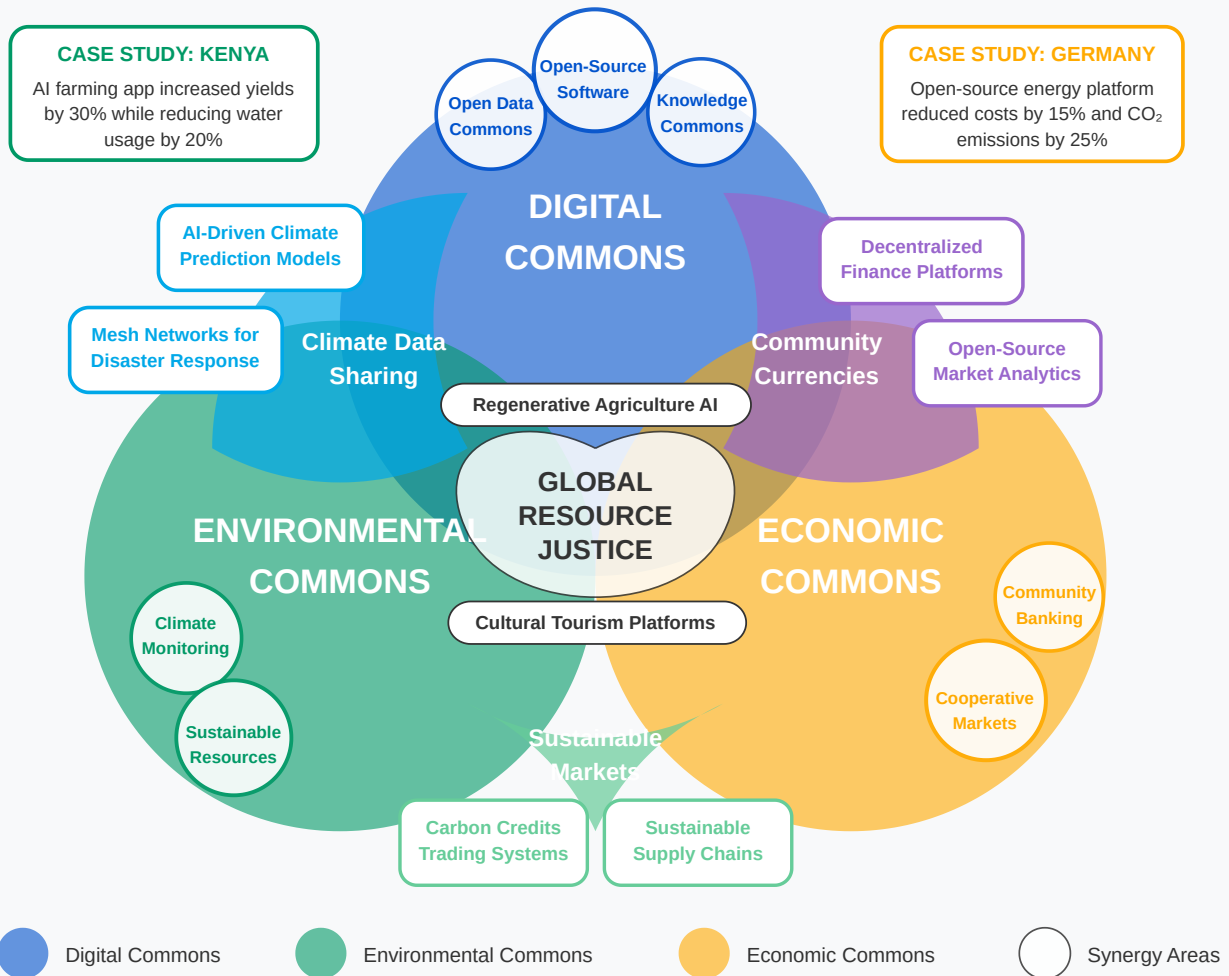 CASE STUDY: KENYA
AI farming app increased yields
by 30% while reducing water
usage by 20%
Open-Source
Software
Open Data
Commons
Knowledge
Commons
CASE STUDY: GERMANY
Open-source energy platform
reduced costs by 15% and CO₂
emissions by 25%
DIGITAL
COMMONS
AI-Driven Climate
Prediction Models
Decentralized
Finance Platforms
Mesh Networks for
Disaster Response
Climate Data
Sharing
Community
Currencies
Open-Source
Market Analytics
Regenerative Agriculture AI
GLOBAL
RESOURCE
JUSTICE
ENVIRONMENTAL
COMMONS
ECONOMIC
COMMONS
Cultural Tourism Platforms
Climate
Monitoring
Sustainable
Resources
Community
Banking
Cooperative
Markets
Sustainable
Markets
Carbon Credits
Trading Systems
Sustainable
Supply Chains
Digital Commons
Environmental Commons
Economic Commons
Synergy Areas